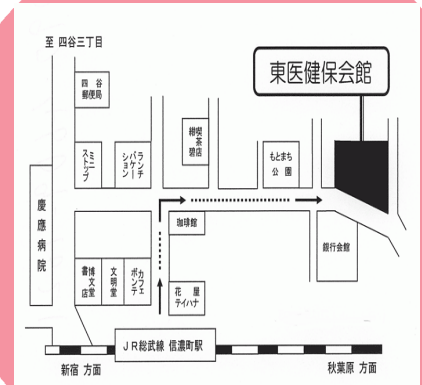 至 四谷三丁目
東医健保会館
四谷
郵便局
紺碧
喫茶店
ミニ
ストップ
ランチ
バケー
ション
もとまち
公園
慶應病院
珈琲館
銀行会館
博文堂
書店
文明堂
カフェ
ボンテ
花屋
テイハナ
JR総武線 信濃町駅
新宿 方面
秋葉原 方面